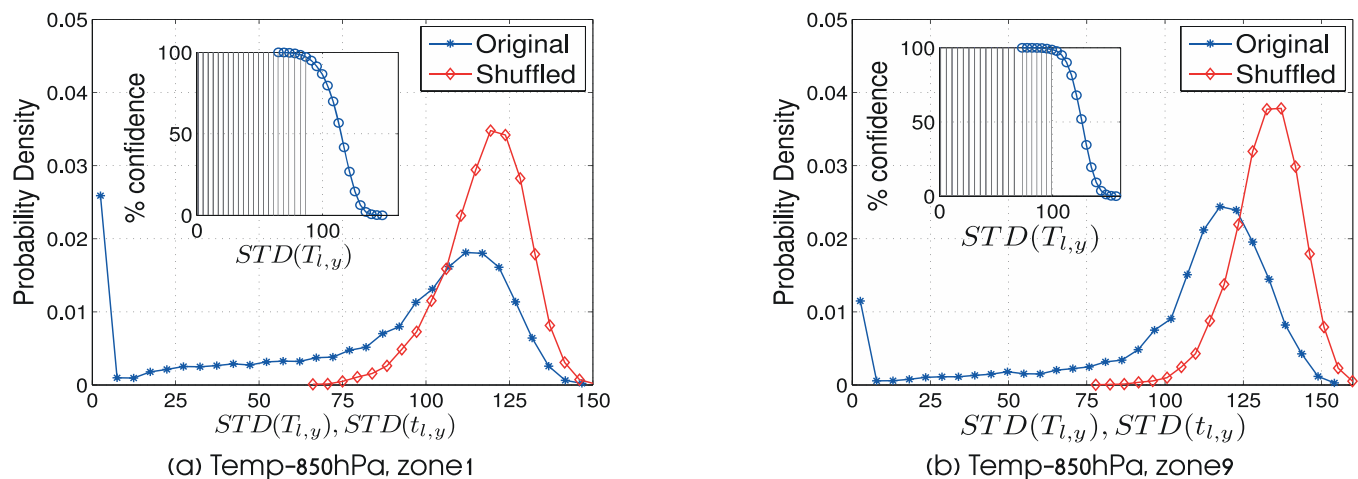 0.05
0.04
0.03
0.02
0.01
0
Probability Density
0 25 50 75 100 125 150
STD(T_{l,y}), STD(t_{l,y})
Original
Shuffled
100
50
0
% confidence
0 100
STD(T_{l,y})
(a) Temp-850hPa, zone1
0.05
0.04
0.03
0.02
0.01
0
Probability Density
0 25 50 75 100 125 150
STD(T_{l,y}), STD(t_{l,y})
Original
Shuffled
100
50
0
% confidence
0 100
STD(T_{l,y})
(b) Temp-850hPa, zone9